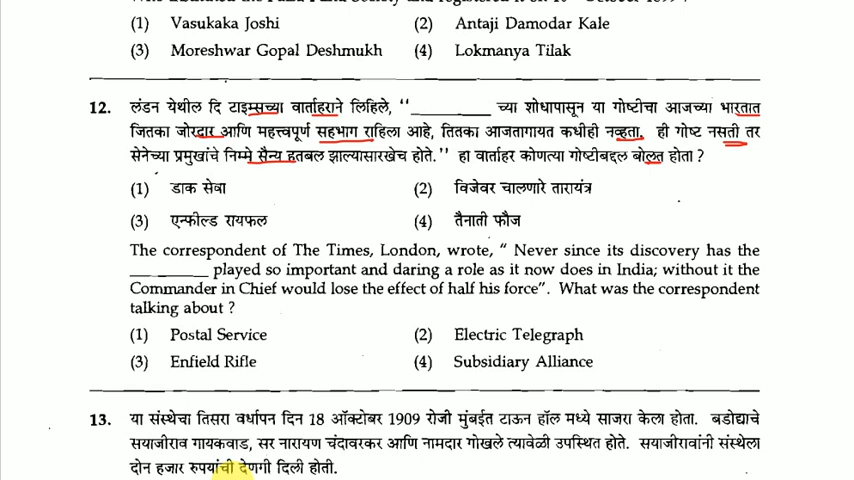 (1) Vasukaka Joshi (2) Antaji Damodar Kale
(3) Moreshwar Gopal Deshmukh (4) Lokmanya Tilak
12. लंडन येथील दि टाइम्सच्या वार्ताहराने लिहिले, “ ________ च्या शोधापासून या गोष्टीचा आजच्या भारतात
जितका जोरदार आणि महत्त्वपूर्ण सहभाग राहिला आहे, तितका आजतागायत कधीही नव्हता. ही गोष्ट नसती तर
सेनेच्या प्रमुखांचे निम्मे सैन्य हतबल झाल्यासारखेच होते.” हा वार्ताहर कोणत्या गोष्टीबद्दल बोलत होता ?
(1) डाक सेवा (2) विजेवर चालणारे तारायंत्र
(3) एन्फील्ड रायफल (4) तैनाती फौज
The correspondent of The Times, London, wrote, “ Never since its discovery has the
________ played so important and daring a role as it now does in India; without it the
Commander in Chief would lose the effect of half his force”. What was the correspondent
talking about ?
(1) Postal Service (2) Electric Telegraph
(3) Enfield Rifle (4) Subsidiary Alliance
13. या संस्थेचा तिसरा वर्धापन दिन 18 ऑक्टोबर 1909 रोजी मुंबईत टाऊन हॉल मध्ये साजरा केला होता. बडोद्याचे
सयाजीराव गायकवाड, सर नारायण चंदावरकर आणि नामदार गोखले त्यावेळी उपस्थित होते. सयाजीरावांनी संस्थेला
दोन हजार रुपयांची देणगी दिली होती.